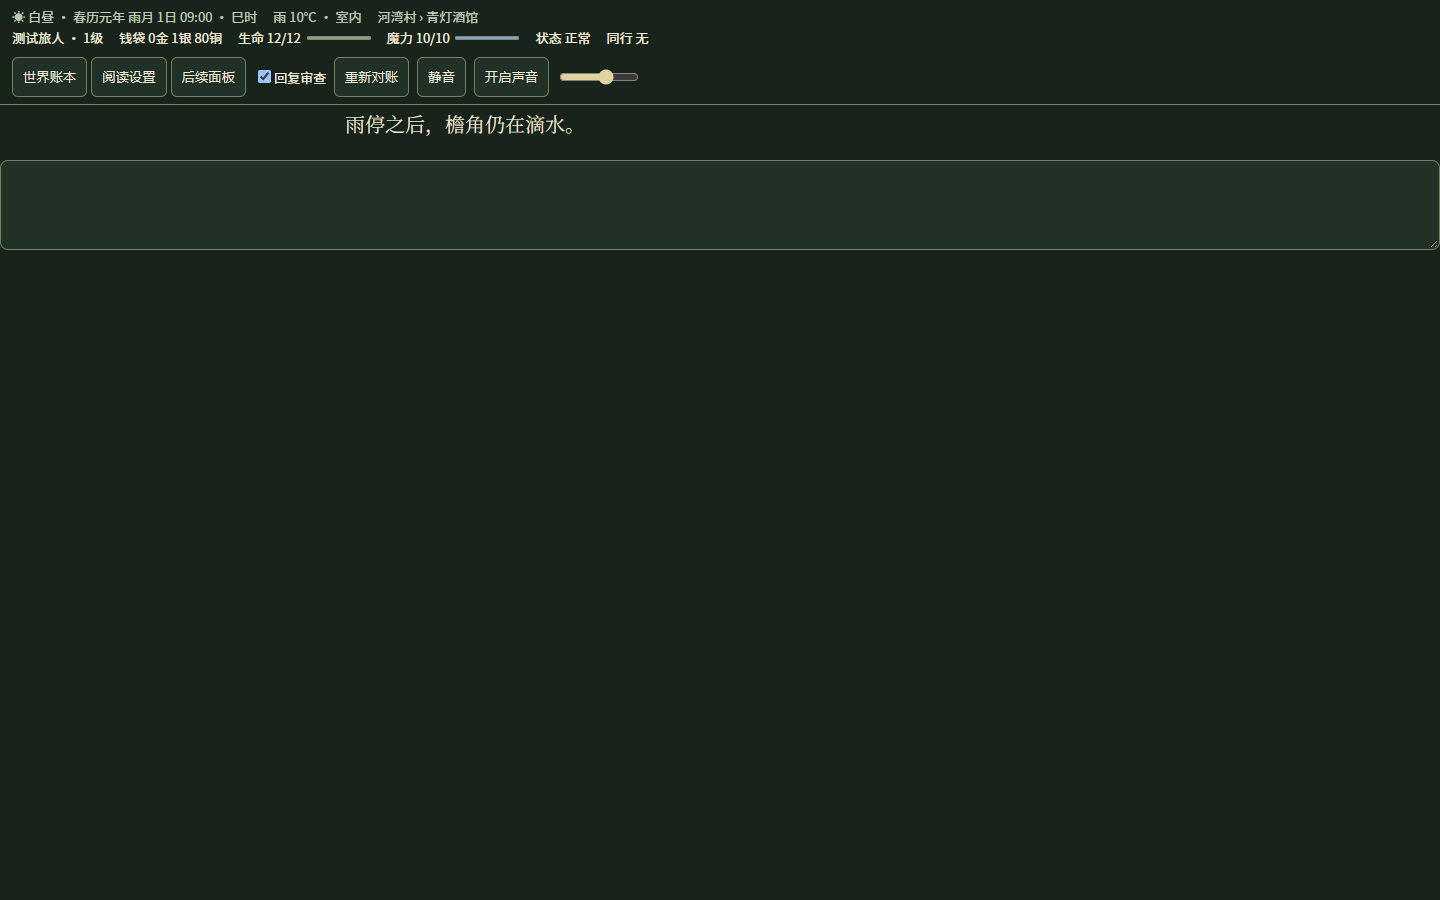 ☀ 白昼 · 春历元年 雨月 1日 09:00 · 巳时 雨 10°C · 室内 河湾村 › 青灯酒馆
测试旅人 · 1级 钱袋 0金 1银 80铜 生命 12/12 魔力 10/10 状态 正常 同行 无
世界账本 阅读设置 后续面板 回复审查 重新对账 静音 开启声音
雨停之后，檐角仍在滴水。